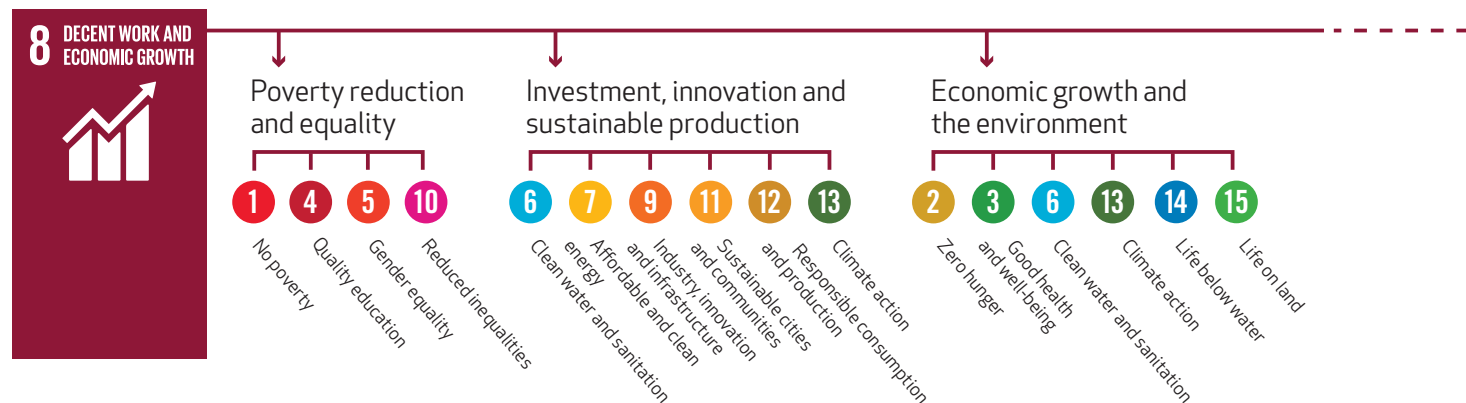 8 DECENT WORK AND
ECONOMIC GROWTH
Poverty reduction
and equality
1
4
5
10
No poverty
Quality education
Gender equality
Reduced inequalities
Investment, innovation and
sustainable production
6
7
9
11
12
13
Clean water and sanitation
Affordable and clean
energy
Industry, innovation
and infrastructure
Sustainable cities
and communities
Responsible consumption
and production
Climate action
Economic growth and
the environment
2
3
6
13
14
15
Zero hunger
Good health
and well-being
Clean water and sanitation
Climate action
Life below water
Life on land